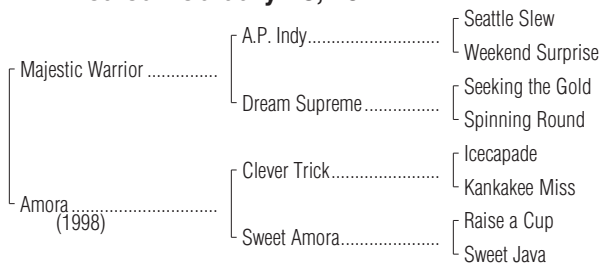 A.P. Indy
Seattle Slew
Weekend Surprise
Majestic Warrior
Dream Supreme
Seeking the Gold
Spinning Round
Clever Trick
Icecapade
Kankakee Miss
Amora
(1998)
Sweet Amora
Raise a Cup
Sweet Java